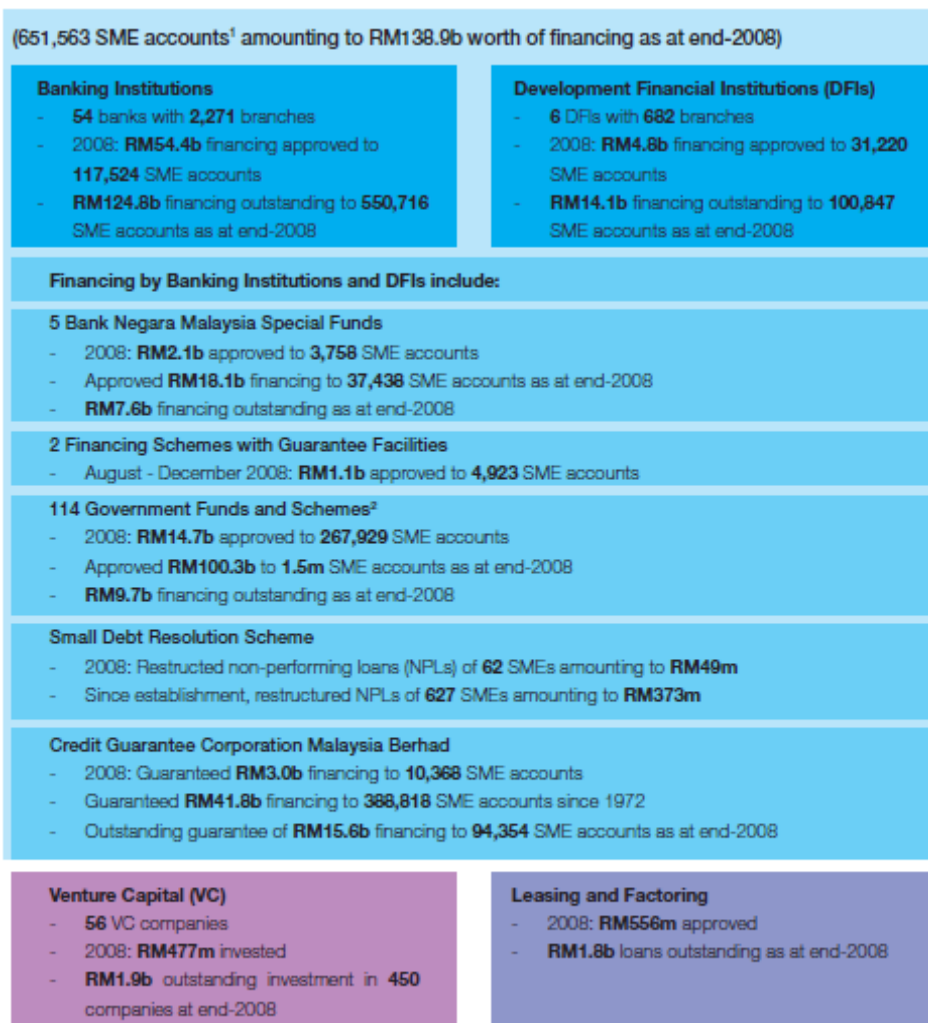 (651,563 SME accounts¹ amounting to RM138.9b worth of financing as at end-2008)
Banking Institutions
- 54 banks with 2,271 branches
- 2008: RM54.4b financing approved to
117,524 SME accounts
- RM124.8b financing outstanding to 550,716
SME accounts as at end-2008
Development Financial Institutions (DFIs)
- 6 DFIs with 682 branches
- 2008: RM4.8b financing approved to 31,220
SME accounts
- RM14.1b financing outstanding to 100,847
SME accounts as at end-2008
Financing by Banking Institutions and DFIs include:
5 Bank Negara Malaysia Special Funds
- 2008: RM2.1b approved to 3,758 SME accounts
- Approved RM18.1b financing to 37,438 SME accounts as at end-2008
- RM7.6b financing outstanding as at end-2008
2 Financing Schemes with Guarantee Facilities
- August - December 2008: RM1.1b approved to 4,923 SME accounts
114 Government Funds and Schemes²
- 2008: RM14.7b approved to 267,929 SME accounts
- Approved RM100.3b to 1.5m SME accounts as at end-2008
- RM9.7b financing outstanding as at end-2008
Small Debt Resolution Scheme
- 2008: Restructed non-performing loans (NPLs) of 62 SMEs amounting to RM49m
- Since establishment, restructured NPLs of 627 SMEs amounting to RM373m
Credit Guarantee Corporation Malaysia Berhad
- 2008: Guaranteed RM3.0b financing to 10,368 SME accounts
- Guaranteed RM41.8b financing to 388,818 SME accounts since 1972
- Outstanding guarantee of RM15.6b financing to 94,354 SME accounts as at end-2008
Venture Capital (VC)
- 56 VC companies
- 2008: RM477m invested
- RM1.9b outstanding investment in 450
companies at end-2008
Leasing and Factoring
- 2008: RM556m approved
- RM1.8b loans outstanding as at end-2008